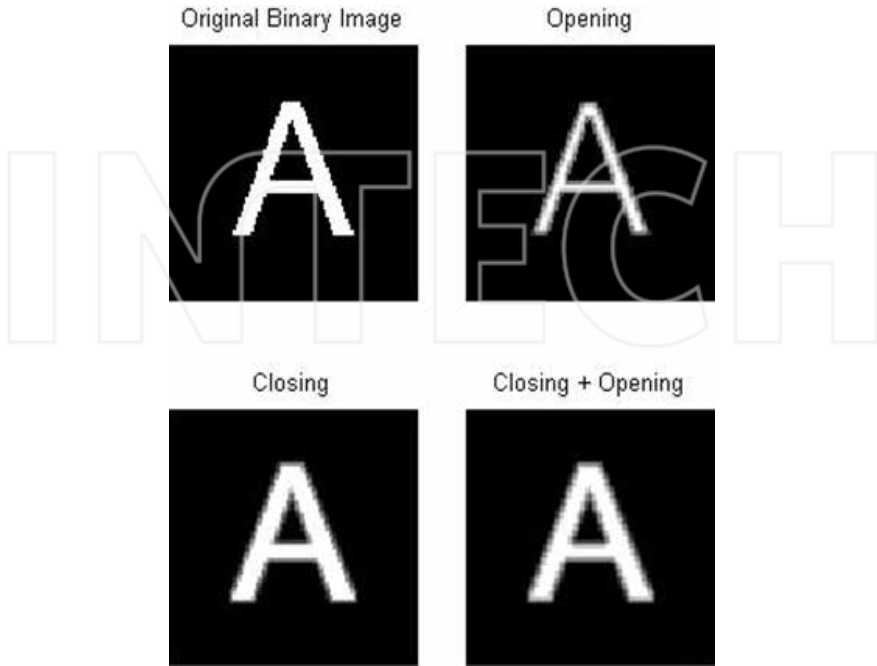 Original Binary Image
Opening
A
A
INTECH
Closing
Closing + Opening
A
A